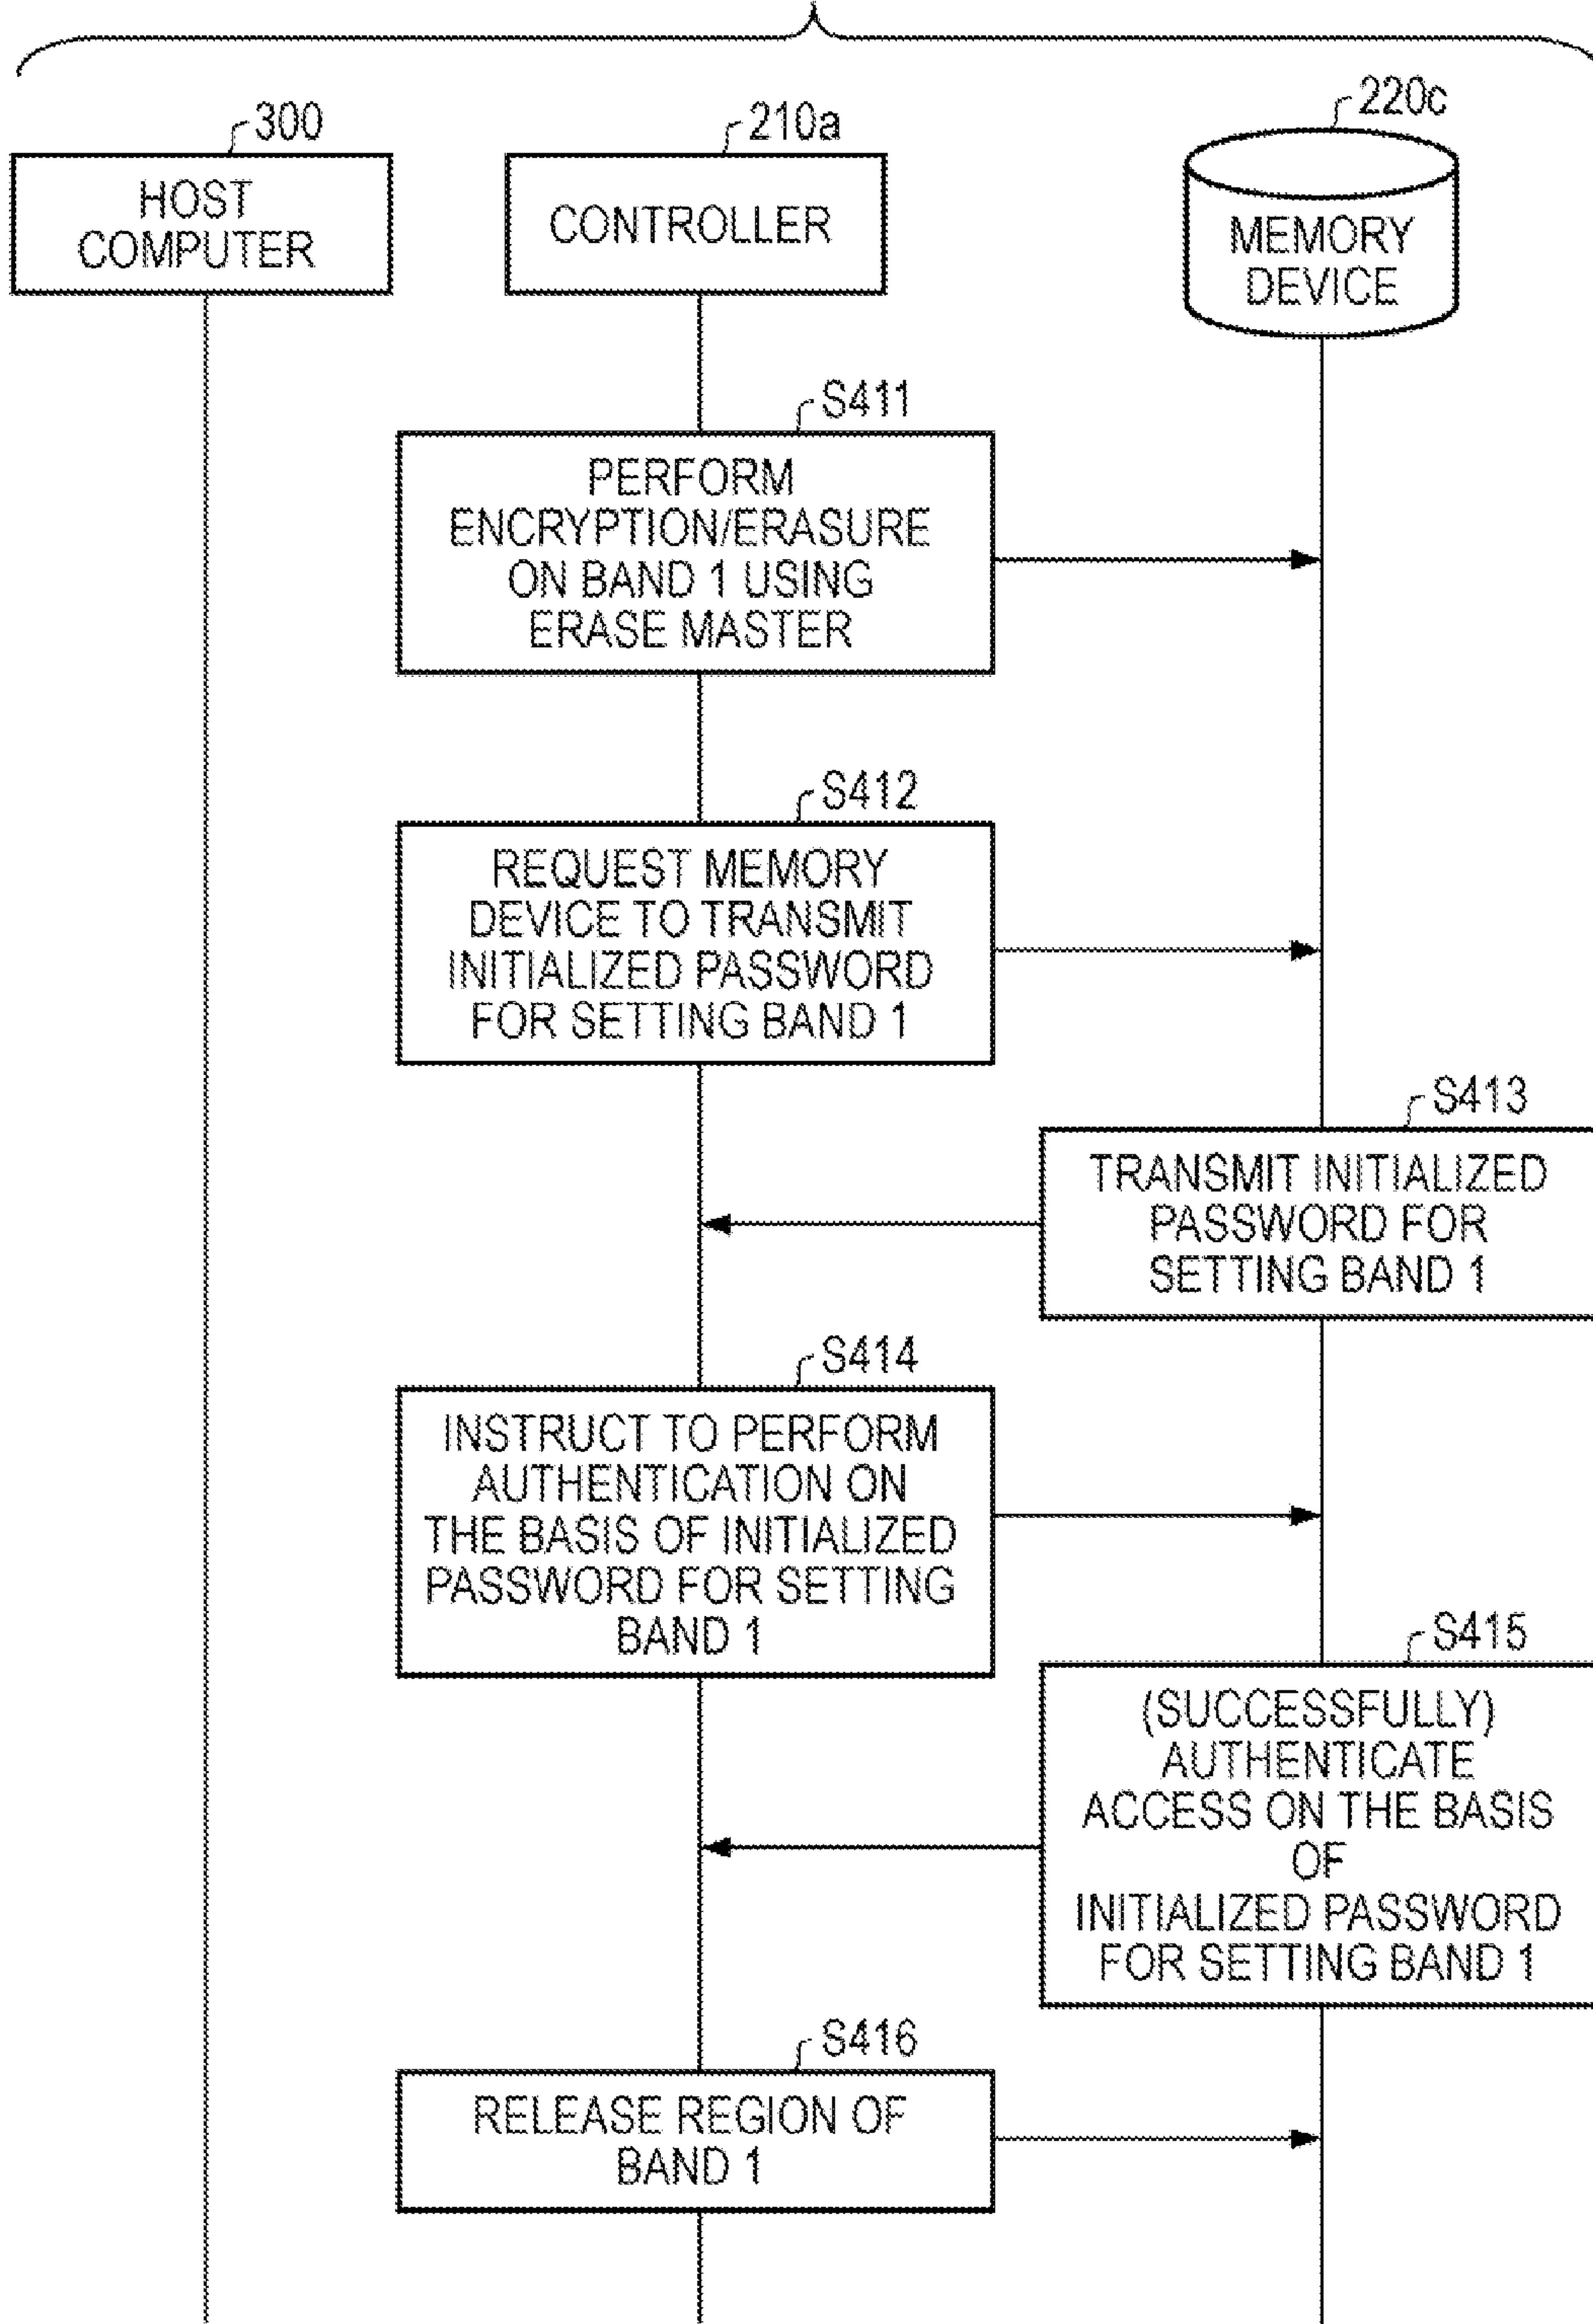 300
HOST
COMPUTER
210a
CONTROLLER
220c
MEMORY
DEVICE
S411
PERFORM
ENCRYPTION/ERASURE
ON BAND 1 USING
ERASE MASTER
S412
REQUEST MEMORY
DEVICE TO TRANSMIT
INITIALIZED PASSWORD
FOR SETTING BAND 1
S413
TRANSMIT INITIALIZED
PASSWORD FOR
SETTING BAND 1
S414
INSTRUCT TO PERFORM
AUTHENTICATION ON
THE BASIS OF INITIALIZED
PASSWORD FOR SETTING
BAND 1
S415
(SUCCESSFULLY)
AUTHENTICATE
ACCESS ON THE BASIS
OF
INITIALIZED PASSWORD
FOR SETTING BAND 1
S416
RELEASE REGION OF
BAND 1